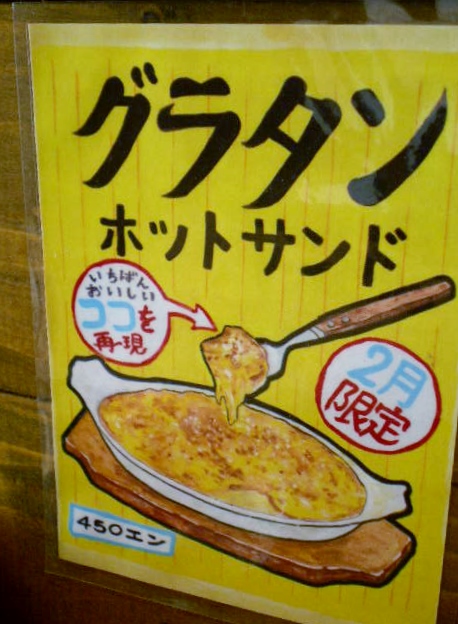 グラタン
ホットサンド
いちばん
おいしい
ココを
再現
2月
限定
450エン